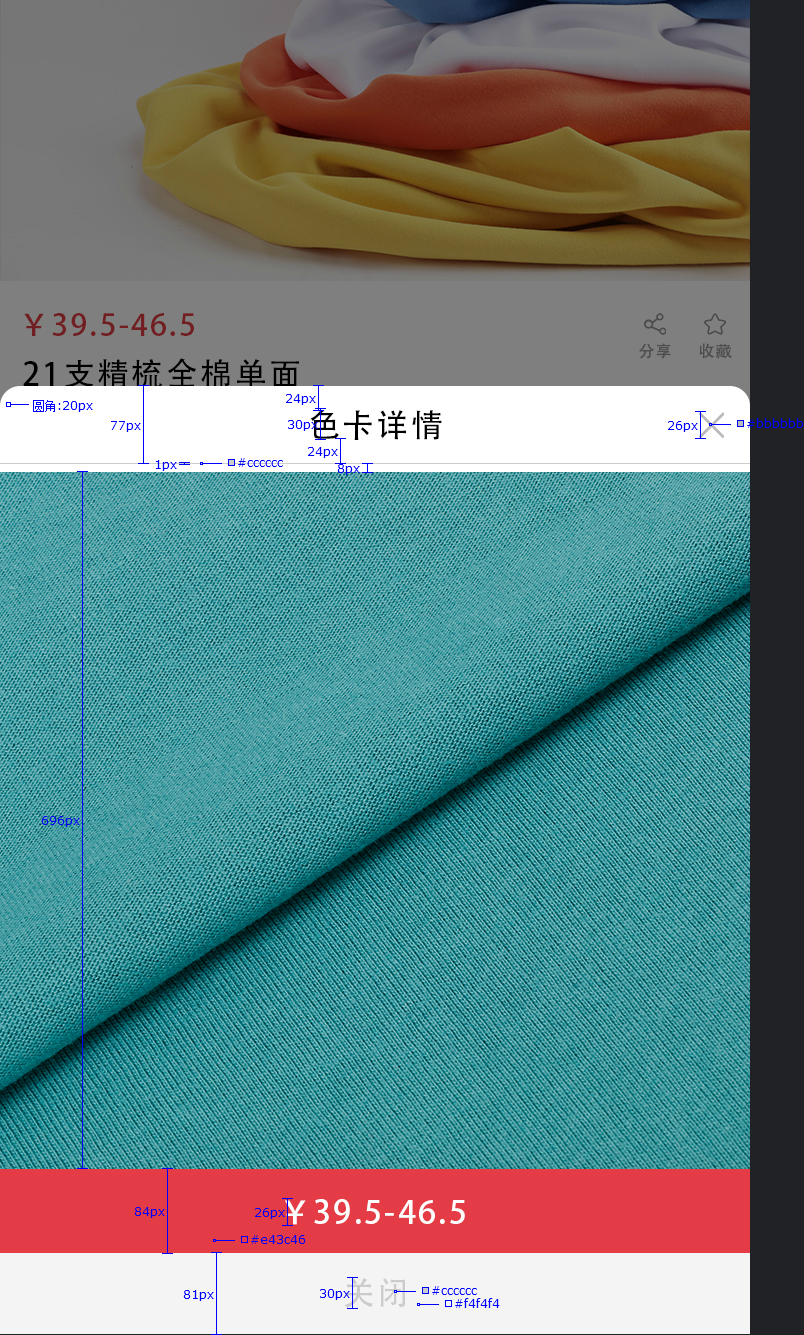 ¥39.5-46.5
分享 收藏
21支精梳全棉单面
圆角:20px
24px
77px
30px
色卡详情
26px
24px
1px
#cccccc
8px
696px
84px
26px
¥39.5-46.5
#e43c46
81px
30px
关闭
#cccccc
#f4f4f4